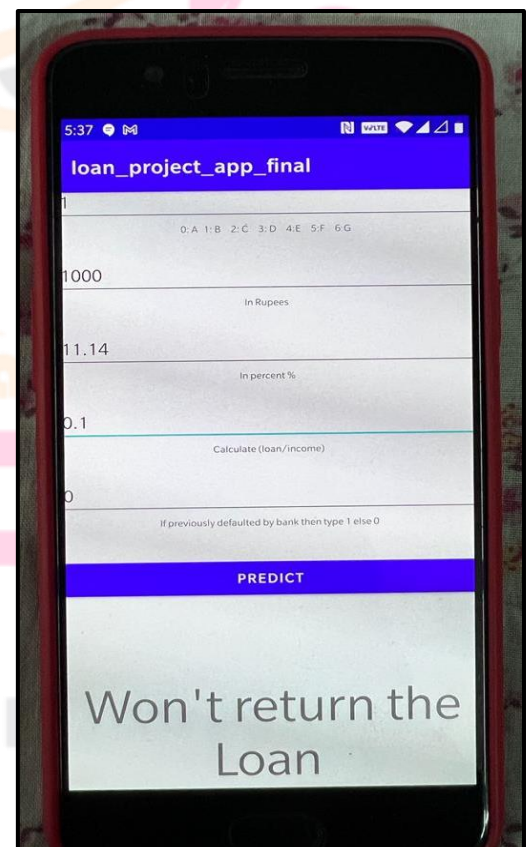 5:37 VoLTE
loan_project_app_final
1
0:A 1:B 2:C 3:D 4:E 5:F 6:G
1000
In Rupees
11.14
In percent %
0.1
Calculate (loan/income)
0
If previously defaulted by bank then type 1 else 0
PREDICT
Won't return the
Loan